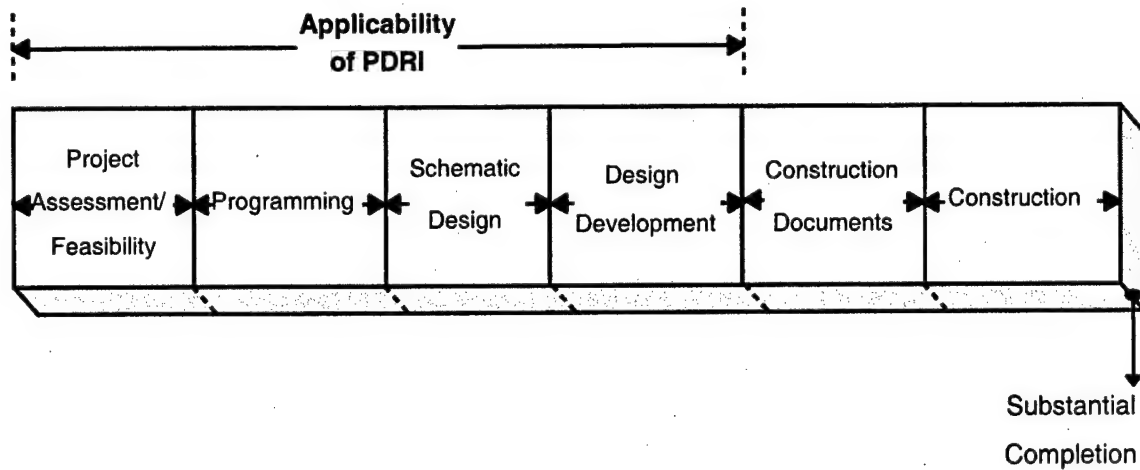 Applicability
of PDRI
Project
Assessment/
Feasibility
Programming
Schematic
Design
Design
Development
Construction
Documents
Construction
Substantial
Completion